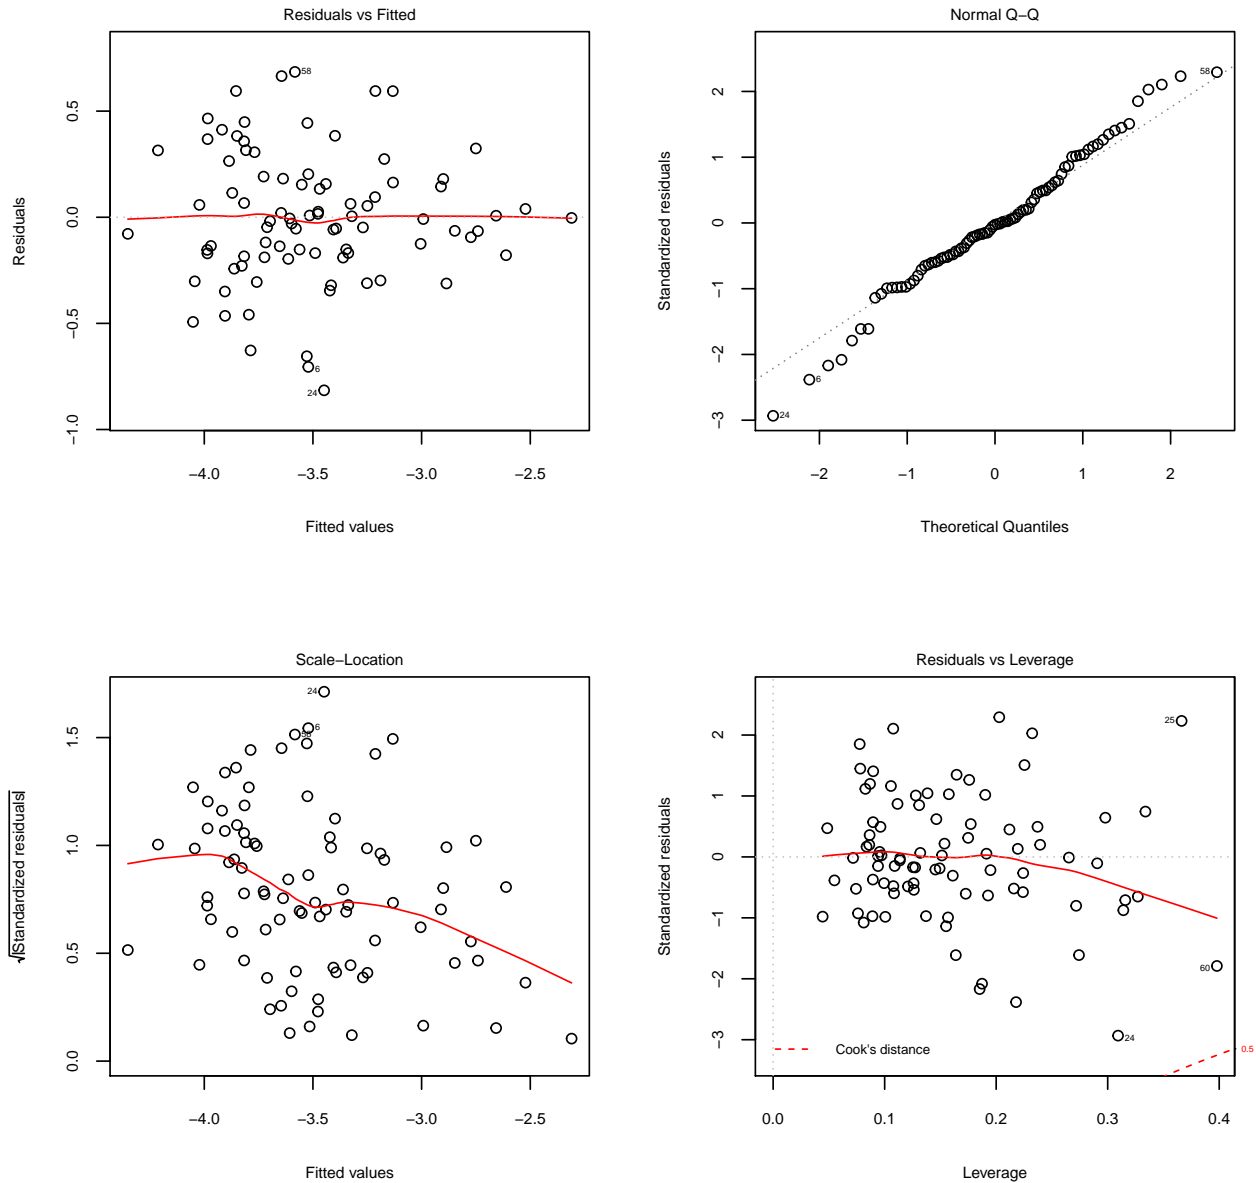 Residuals vs Fitted
Residuals
0.5
0.0
−0.5
−1.0
58
6
24
−4.0 −3.5 −3.0 −2.5
Fitted values
Normal Q−Q
Standardized residuals
2
1
0
−1
−2
−3
58
6
24
−2 −1 0 1 2
Theoretical Quantiles
Scale−Location
√|Standardized residuals|
1.5
1.0
0.5
0.0
24
6
58
−4.0 −3.5 −3.0 −2.5
Fitted values
Residuals vs Leverage
Standardized residuals
2
1
0
−1
−2
−3
25
60
24
Cook's distance
0.5
0.0 0.1 0.2 0.3 0.4
Leverage